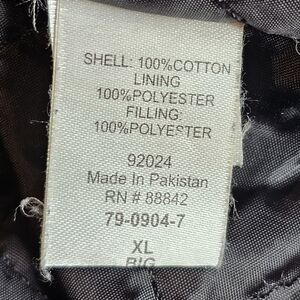 SHELL: 100%COTTON
LINING
100%POLYESTER
FILLING:
100%POLYESTER
92024
Made In Pakistan
RN # 88842
79-0904-7
XL
BIG